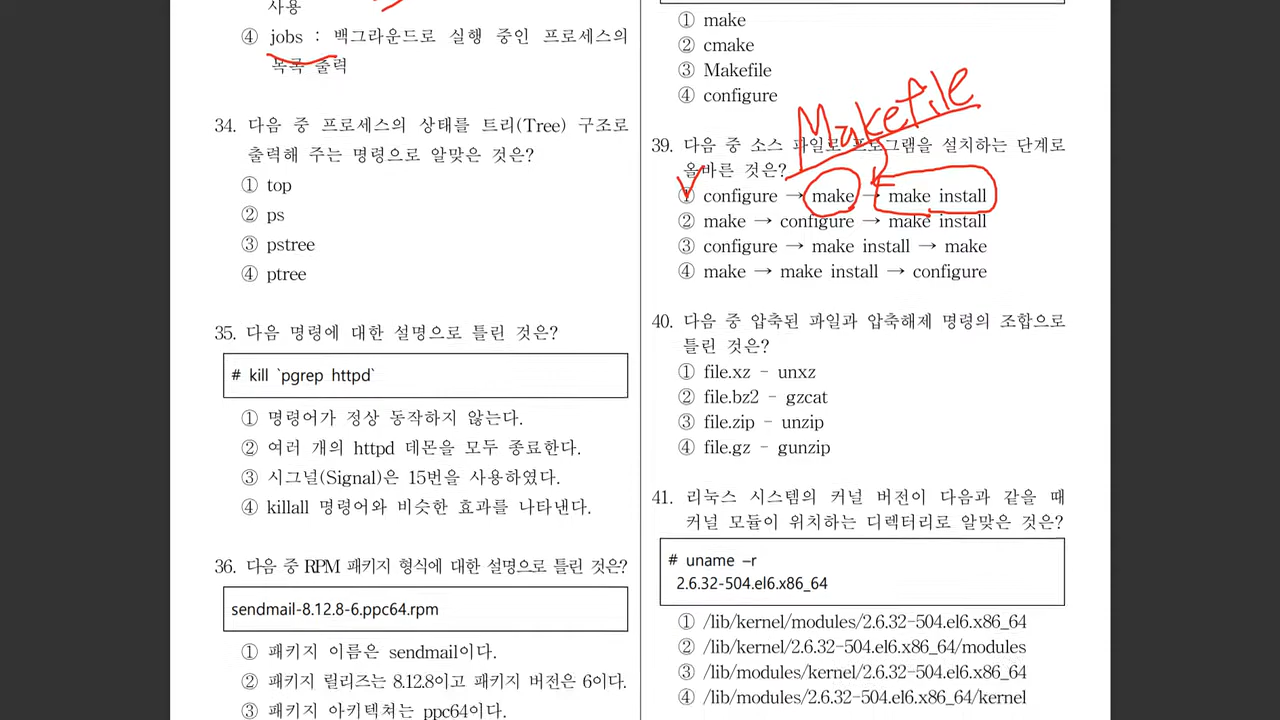 사용
④ jobs : 백그라운드로 실행 중인 프로세스의
목록 출력
34. 다음 중 프로세스의 상태를 트리(Tree) 구조로
출력해 주는 명령으로 알맞은 것은?
① top
② ps
③ pstree
④ ptree
35. 다음 명령에 대한 설명으로 틀린 것은?
# kill `pgrep httpd`
① 명령어가 정상 동작하지 않는다.
② 여러 개의 httpd 데몬을 모두 종료한다.
③ 시그널(Signal)은 15번을 사용하였다.
④ killall 명령어와 비슷한 효과를 나타낸다.
36. 다음 중 RPM 패키지 형식에 대한 설명으로 틀린 것은?
sendmail-8.12.8-6.ppc64.rpm
① 패키지 이름은 sendmail이다.
② 패키지 릴리즈는 8.12.8이고 패키지 버전은 6이다.
③ 패키지 아키텍쳐는 ppc64이다.
① make
② cmake
③ Makefile
④ configure
Makefile
39. 다음 중 소스 파일로 프로그램을 설치하는 단계로
올바른 것은?
① configure → make → make install
② make → configure → make install
③ configure → make install → make
④ make → make install → configure
40. 다음 중 압축된 파일과 압축해제 명령의 조합으로
틀린 것은?
① file.xz - unxz
② file.bz2 - gzcat
③ file.zip - unzip
④ file.gz - gunzip
41. 리눅스 시스템의 커널 버전이 다음과 같을 때
커널 모듈이 위치하는 디렉터리로 알맞은 것은?
# uname –r
2.6.32-504.el6.x86_64
① /lib/kernel/modules/2.6.32-504.el6.x86_64
② /lib/kernel/2.6.32-504.el6.x86_64/modules
③ /lib/modules/kernel/2.6.32-504.el6.x86_64
④ /lib/modules/2.6.32-504.el6.x86_64/kernel